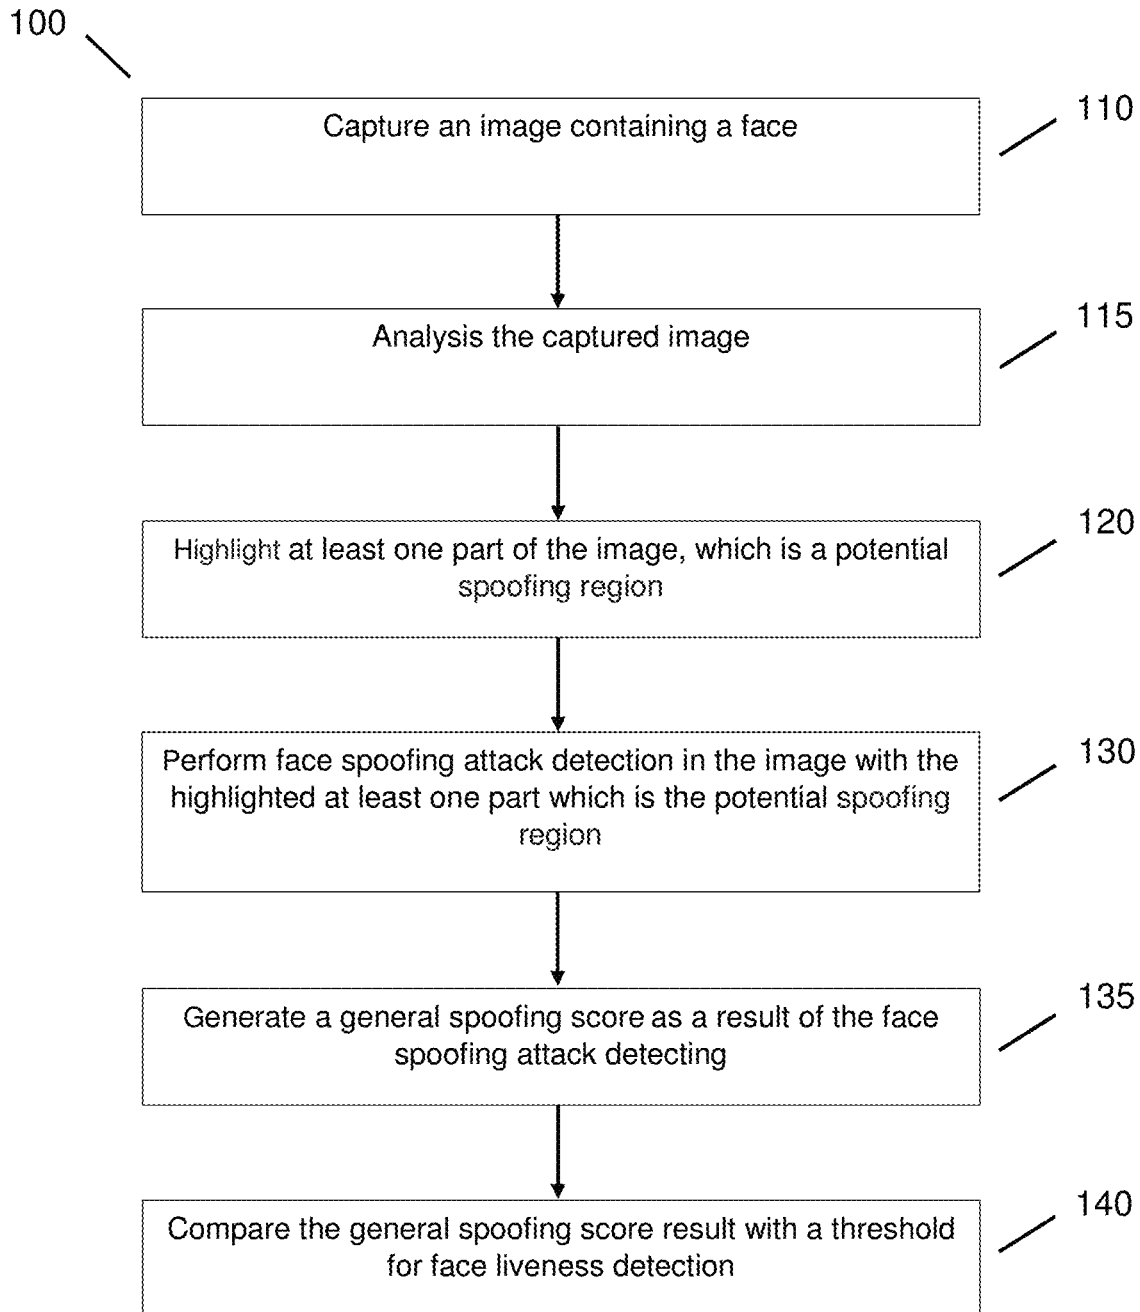 100
110
Capture an image containing a face
115
Analysis the captured image
120
Highlight at least one part of the image, which is a potential
spoofing region
130
Perform face spoofing attack detection in the image with the
highlighted at least one part which is the potential spoofing
region
135
Generate a general spoofing score as a result of the face
spoofing attack detecting
140
Compare the general spoofing score result with a threshold
for face liveness detection